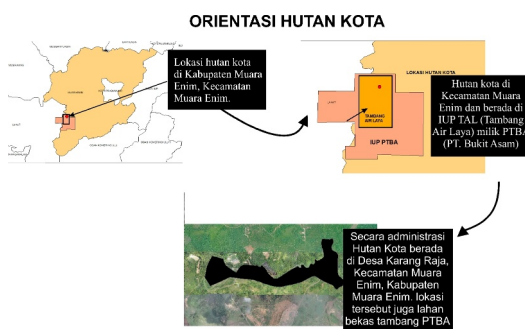 ORIENTASI HUTAN KOTA
Lokasi hutan kota
di Kabupaten Muara
Enim, Kecamatan
Muara Enim.
LOKASI HUTAN KOTA
LAHAT
TAMBANG
AIR LAYA
IUP PTBA
Hutan kota di
Kecamatan Muara
Enim dan berada di
IUP TAL (Tambang
Air Laya) milik PTBA
(PT. Bukit Asam)
Secara administrasi
Hutan Kota berada
di Desa Karang Raja,
Kecamatan Muara
Enim, Kabupaten
Muara Enim. lokasi
tersebut juga lahan
bekas tambang PTBA